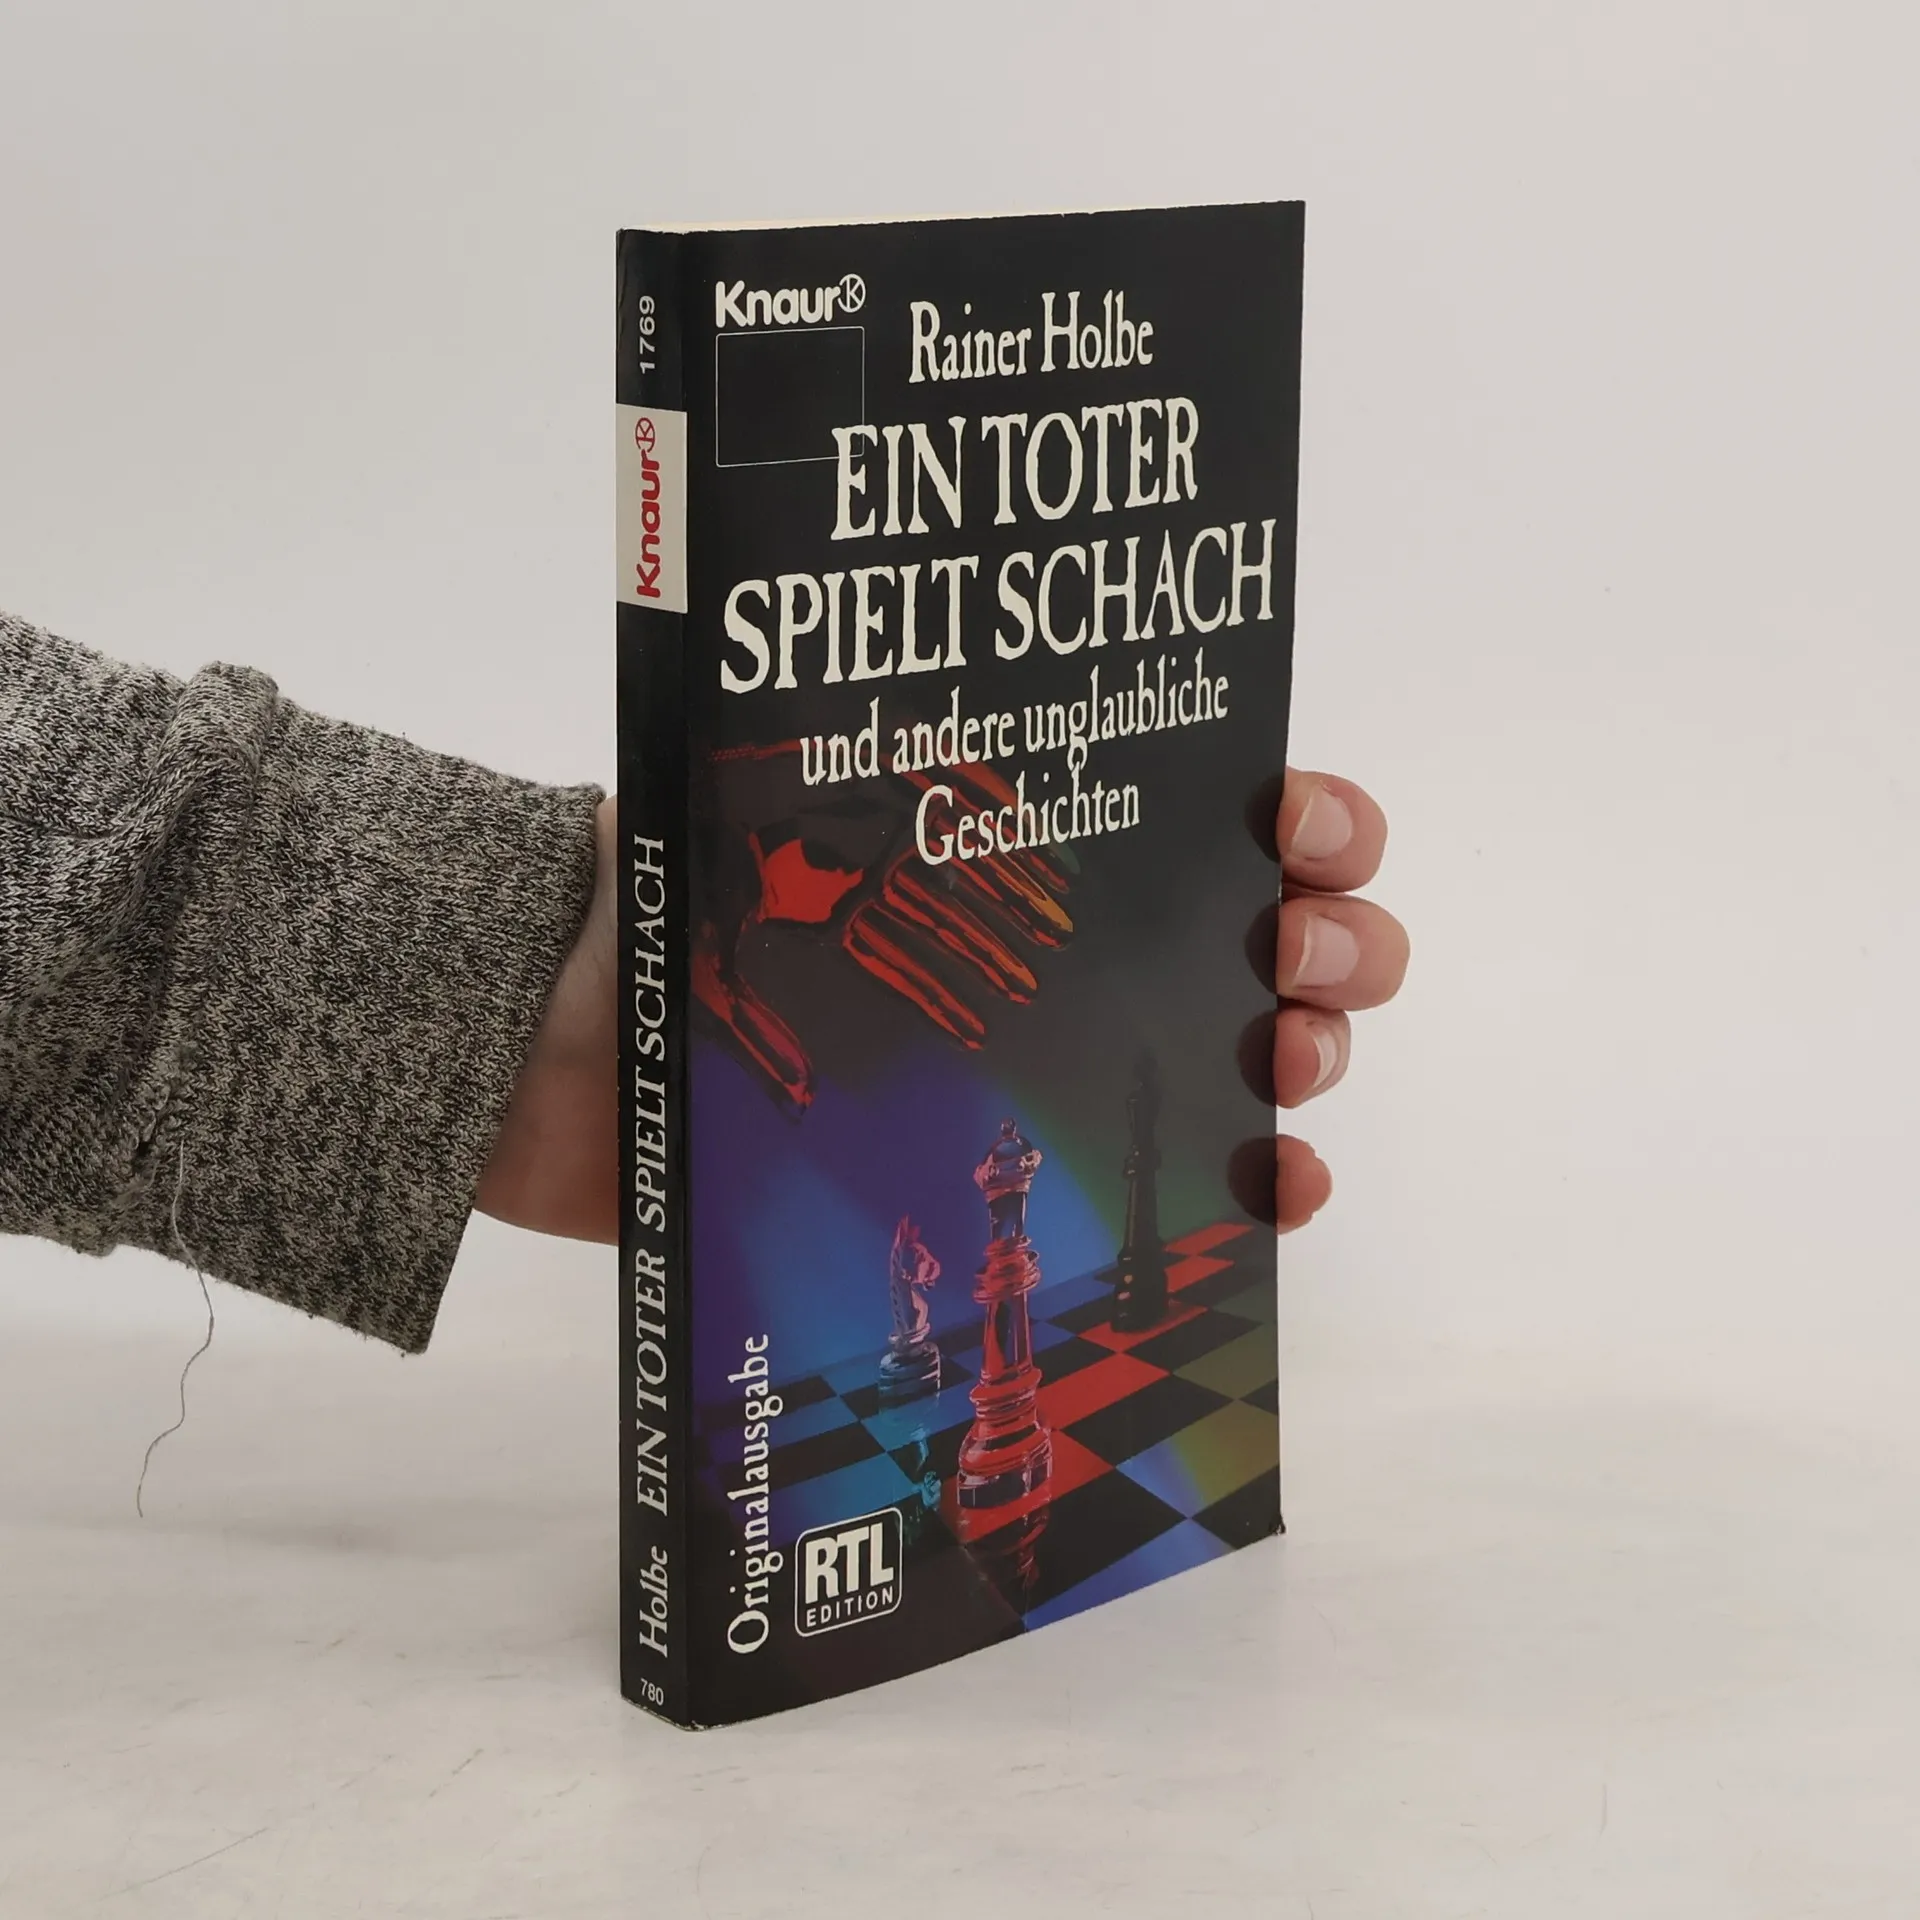 1769
Knaur
Holbe EIN TOTER SPIELT SCHACH
780
Knaur
Rainer Holbe
EIN TOTER
SPIELT SCHACH
und andere unglaubliche
Geschichten
Originalausgabe
RTL
EDITION